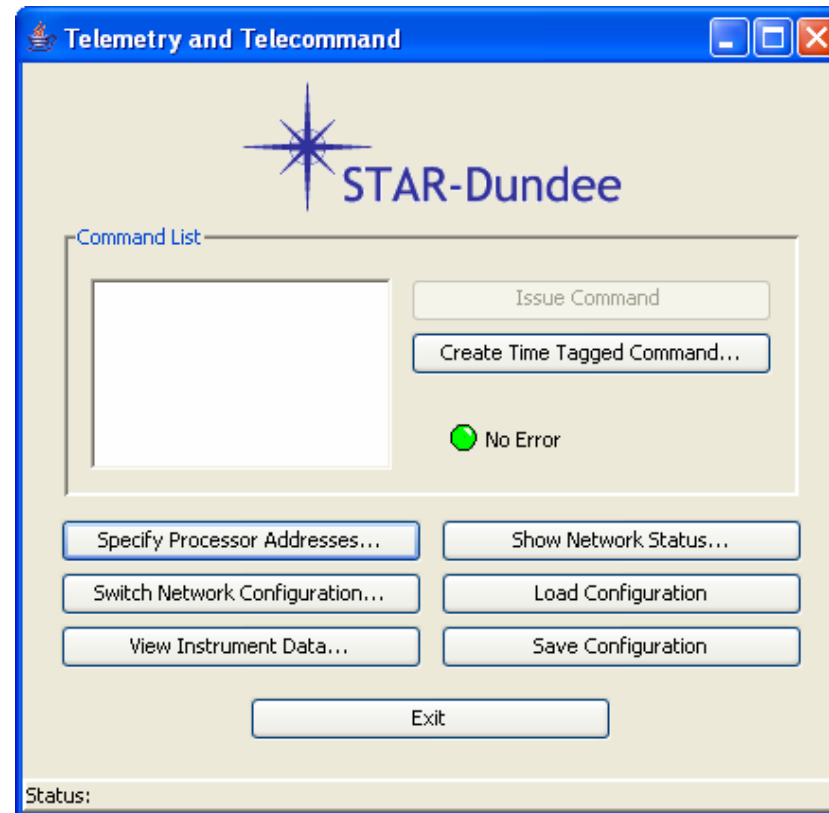 Telemetry and Telecommand
STAR-Dundee
Command List
Issue Command
Create Time Tagged Command...
No Error
Specify Processor Addresses...
Show Network Status...
Switch Network Configuration...
Load Configuration
View Instrument Data...
Save Configuration
Exit
Status: